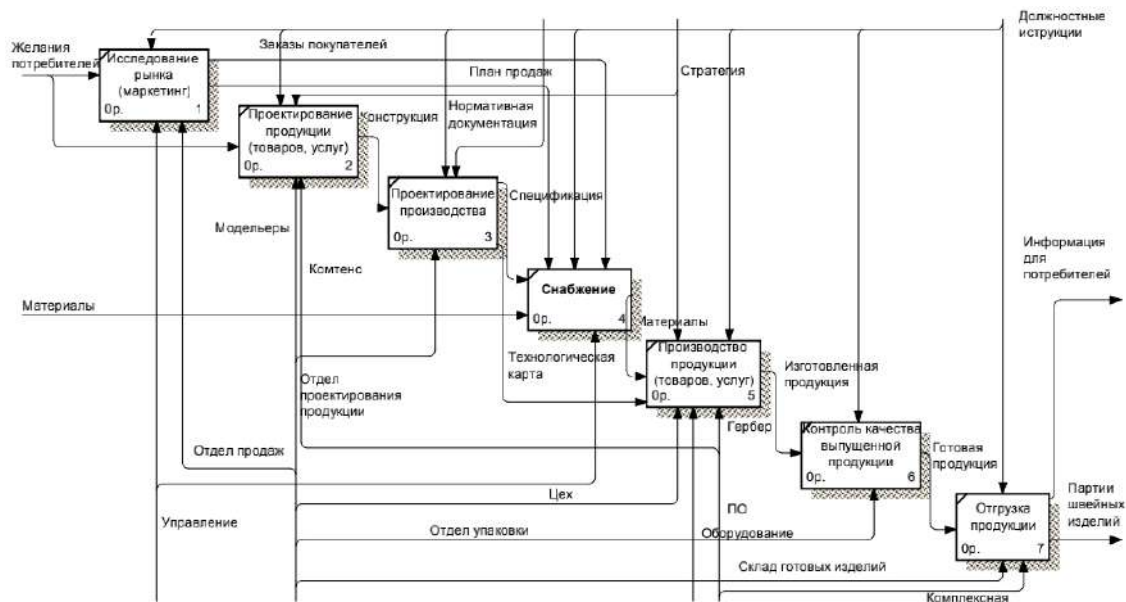 Должностные
иструкции
Желания
потребителей
Заказы покупателей
Исследование
рынка
(маркетинг)
0р.
1
План продаж
Стратегия
Проектирование
продукции
(товаров, услуг)
0р.
2
Конструкция
Нормативная
документация
Проектирование
производства
0р.
3
Спецификация
Модельеры
Комтенс
Информация
для
потребителей
Материалы
Снабжение
0р.
4
Материалы
Технологическая
карта
Производство
продукции
(товаров, услуг)
0р.
5
Изготовленная
продукция
Отдел
проектирования
продукции
Гербер
Контроль качества
выпущенной
продукции
0р.
6
Готовая
продукция
Отдел продаж
Цех
ПО
Партии
швейных
изделий
Управление
Отдел упаковки
Оборудование
Отгрузка
продукции
0р.
7
Склад готовых изделий
Комплексная